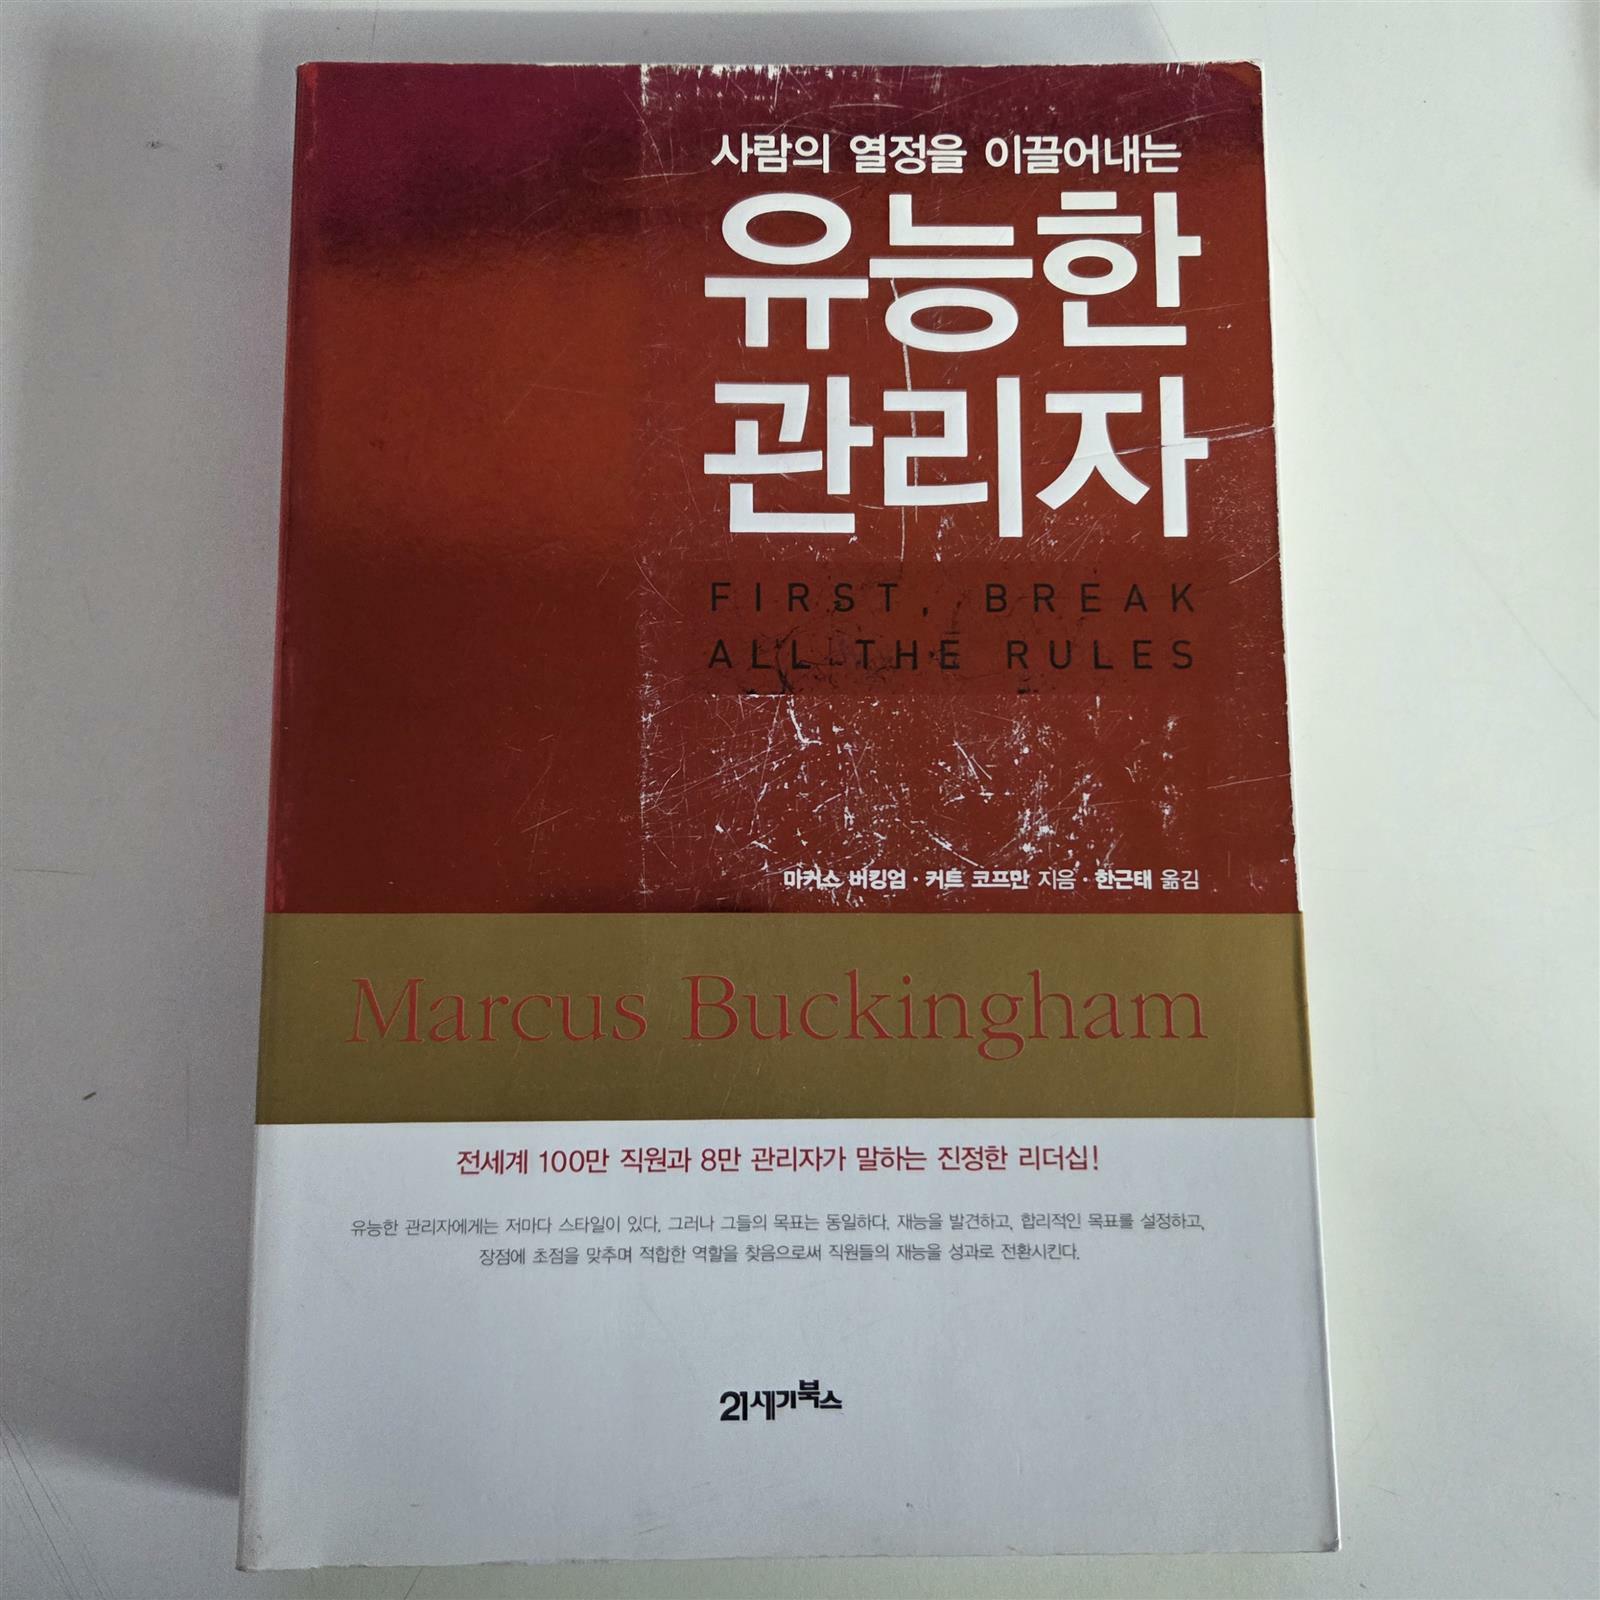 사람의 열정을 이끌어내는
유능한
관리자
FIRST, BREAK
ALL THE RULES
마커스 버킹엄 · 커트 코프만 지음 · 한근태 옮김
Marcus Buckingham
전세계 100만 직원과 8만 관리자가 말하는 진정한 리더십!
유능한 관리자에게는 저마다 스타일이 있다. 그러나 그들의 목표는 동일하다. 재능을 발견하고, 합리적인 목표를 설정하고,
장점에 초점을 맞추며 적합한 역할을 찾음으로써 직원들의 재능을 성과로 전환시킨다.
21세기북스